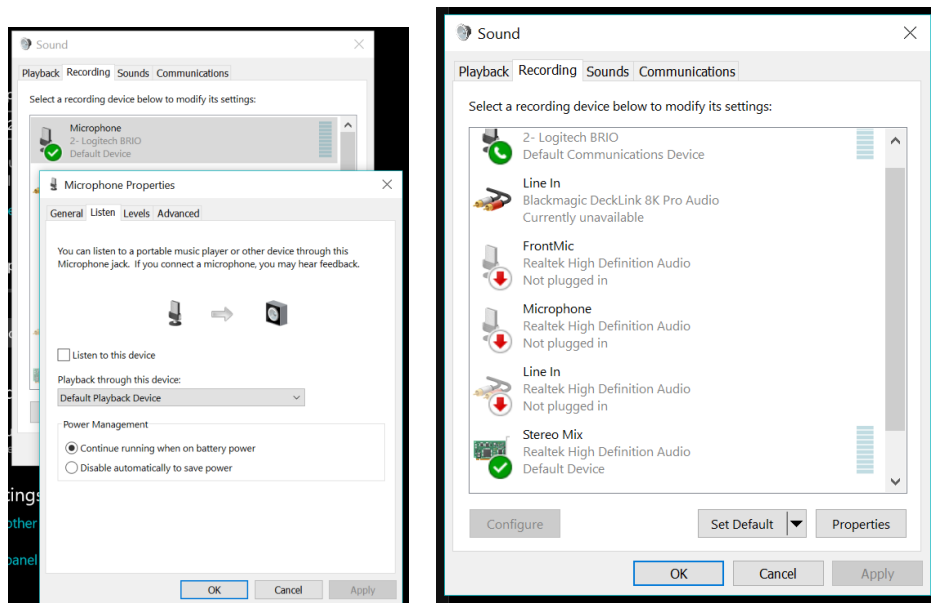 Sound
Playback Recording Sounds Communications
Select a recording device below to modify its settings:
Microphone
2- Logitech BRIO
Default Device
Microphone Properties
General Listen Levels Advanced
You can listen to a portable music player or other device through this
Microphone jack. If you connect a microphone, you may hear feedback.
Listen to this device
Playback through this device:
Default Playback Device
Power Management
Continue running when on battery power
Disable automatically to save power
OK Cancel Apply
Sound
Playback Recording Sounds Communications
Select a recording device below to modify its settings:
2- Logitech BRIO
Default Communications Device
Line In
Blackmagic DeckLink 8K Pro Audio
Currently unavailable
FrontMic
Realtek High Definition Audio
Not plugged in
Microphone
Realtek High Definition Audio
Not plugged in
Line In
Realtek High Definition Audio
Not plugged in
Stereo Mix
Realtek High Definition Audio
Default Device
Configure Set Default Properties
OK Cancel Apply